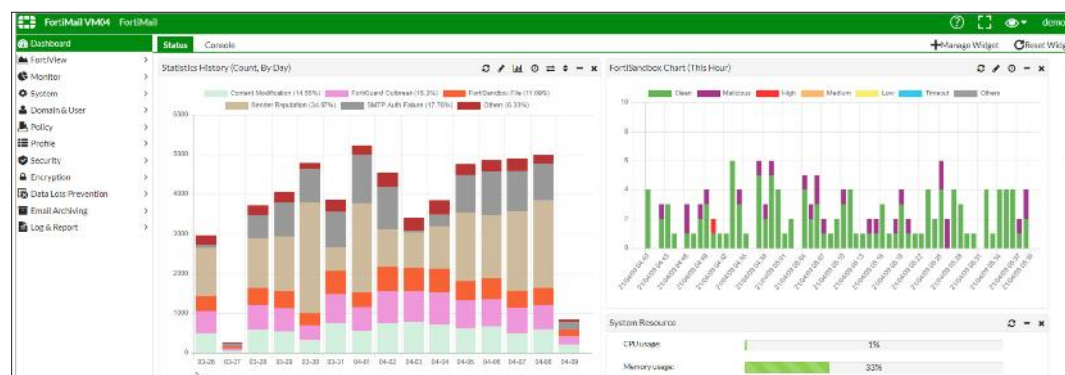 FortiMail VM04 FortiMail
demo
Dashboard
FortiView
Monitor
System
Domain & User
Policy
Profile
Security
Encryption
Data Loss Prevention
Email Archiving
Log & Report
Status Console
Manage Widget Reset Widg
Statistics History (Count, By Day)
Content Modification (14.55%) FortiGuard Outbreak (15.3%) FortiSandbox File (11.09%)
Sender Reputation (34.97%) SMTP Auth Failure (17.76%) Others (6.33%)
6000
5000
4000
3000
2000
1000
0
03-26 03-27 03-28 03-29 03-30 03-31 04-01 04-02 04-03 04-04 04-05 04-06 04-07 04-08 04-09
FortiSandbox Chart (This Hour)
Clean Malicious High Medium Low Timeout Others
10
8
6
4
2
0
System Resource
CPU usage: 1%
Memory usage: 33%